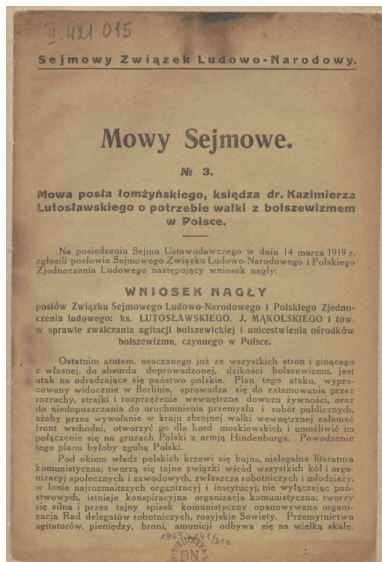 II. 421 015
Sejmowy Związek Ludowo-Narodowy.
Mowy Sejmowe.
№ 3.
Mowa posła łomżyńskiego, księdza dr. Kazimierza
Lutosławskiego o potrzebie walki z bolszewizmem
w Polsce.
Na posiedzeniu Sejmu Ustawodawczego w dniu 14 marca 1919 r.
zgłosili posłowie Sejmowego Związku Ludowo-Narodowego i Polskiego
Zjednoczenia Ludowego następujący wniosek nagły:
WNIOSEK NAGŁY
posłów Związku Sejmowego Ludowo-Narodowego i Polskiego Zjedno-
czenia ludowego: ks. LUTOSŁAWSKIEGO, J. MĄKOLSKIEGO i tow.
w sprawie zwalczania agitacji bolszewickiej i unicestwienia ośrodków
bolszewizmu, czynnego w Polsce.
Ostatnim atutem, osaczanego już ze wszystkich stron i ginącego
z własnej, do absurdu doprowadzonej, dzikości bolszewizmu, jest
atak na odradzające się państwo polskie. Plan tego ataku, wypra-
cowany widocznie w Berlinie, sprowadza się do zatamowania przez
rozruchy, strajki i rozprzężenie wewnętrzne dowozu żywności, oraz
do niedopuszczania do uruchomienia przemysłu i robót publicznych,
ażeby przez wywołanie w kraju zbrojnej walki wewnętrznej załamać
front wschodni, otworzyć go dla hord moskiewskich i umożliwić im
połączenie się na gruzach Polski z armją Hindenburga. Powodzenie
tego planu byłoby zgubą Polski.
Pod okiem władz polskich krzewi się bujna, nielegalna literatura
komunistyczna; tworzą się tajne związki wśród wszystkich kół i orga-
nizacyj społecznych i zawodowych, zwłaszcza robotniczych i młodzieży;
w łonie najrozmaitszych organizacyj i instytucyj, nie wyłączając pań-
stwowych, istnieje konspiracyjna organizacja komunistyczna; tworzy
się silna i przez tajny spisek komunistyczny opanowywana organi-
zacja Rad delegatów robotniczych, rosyjskie Sowiety. Przemytnictwo
agitatorów, pieniędzy, broni, amunicji odbywa się na wielką skalę.
BN